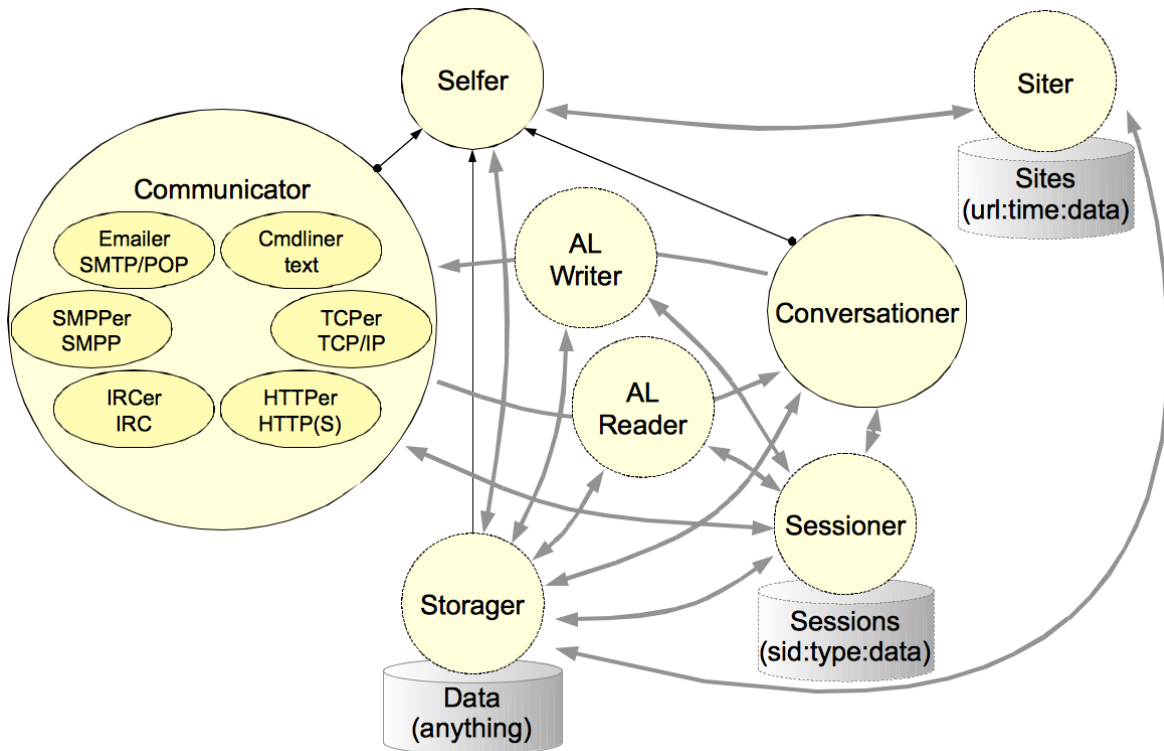 Selfer
Siter
Sites
(url:time:data)
Communicator
Emailer
SMTP/POP
Cmdliner
text
SMPPer
SMPP
TCPer
TCP/IP
IRCer
IRC
HTTPer
HTTP(S)
AL
Writer
AL
Reader
Conversationer
Sessioner
Sessions
(sid:type:data)
Storager
Data
(anything)